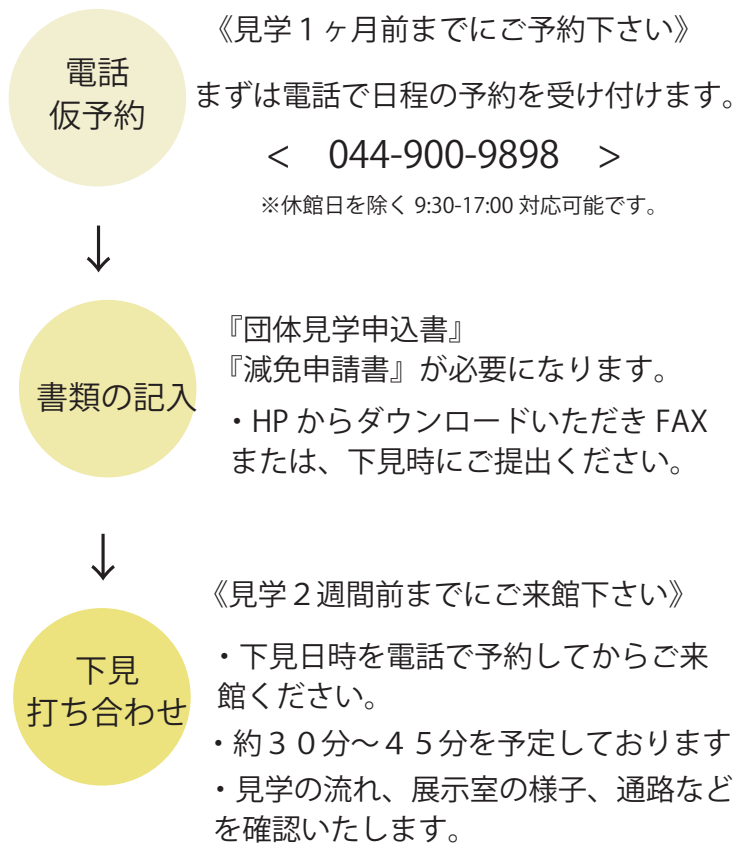 《見学１ヶ月前までにご予約下さい》
電話
仮予約
まずは電話で日程の予約を受け付けます。
<　044-900-9898　>
※休館日を除く 9:30-17:00 対応可能です。
↓
『団体見学申込書』
『減免申請書』が必要になります。
書類の記入
・HP からダウンロードいただき FAX
または、下見時にご提出ください。
↓
《見学２週間前までにご来館下さい》
下見
打ち合わせ
・下見日時を電話で予約してからご来
館ください。
・約３０分～４５分を予定しております
・見学の流れ、展示室の様子、通路など
を確認いたします。